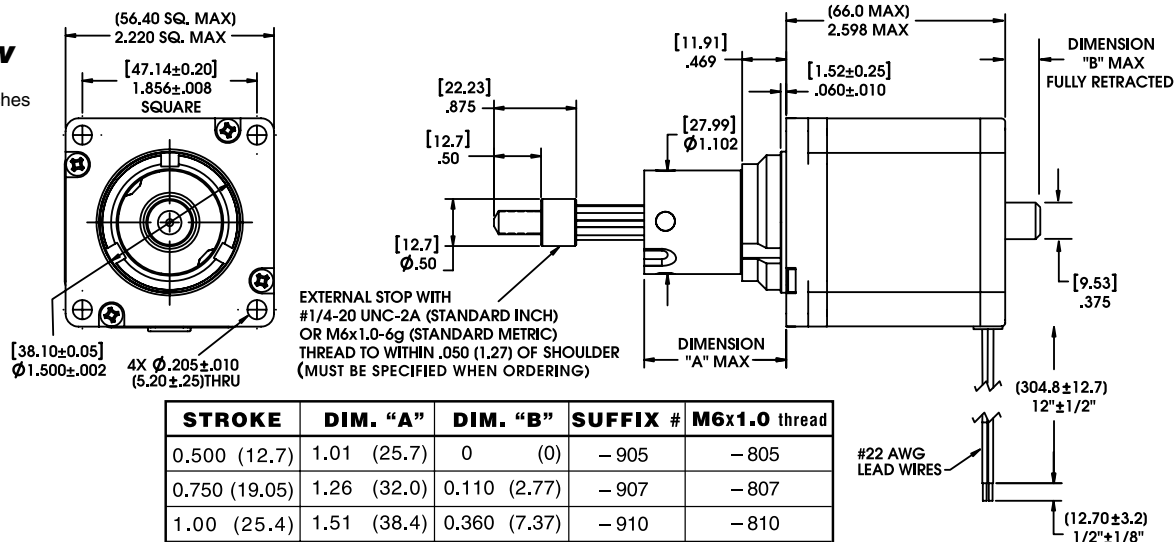 (56.40 SQ. MAX)
2.220 SQ. MAX
[47.14±0.20]
1.856±.008
SQUARE
hes
[38.10±0.05]
Ø1.500±.002
4X Ø.205±.010
(5.20±.25)THRU
[22.23]
.875
[12.7]
.50
[12.7]
Ø.50
EXTERNAL STOP WITH
#1/4-20 UNC-2A (STANDARD INCH)
OR M6x1.0-6g (STANDARD METRIC)
THREAD TO WITHIN .050 (1.27) OF SHOULDER
(MUST BE SPECIFIED WHEN ORDERING)
[11.91]
.469
[27.99]
Ø1.102
(66.0 MAX)
2.598 MAX
[1.52±0.25]
.060±.010
DIMENSION
"B" MAX
FULLY RETRACTED
[9.53]
.375
DIMENSION
"A" MAX
(304.8±12.7)
12"±1/2"
#22 AWG
LEAD WIRES
(12.70±3.2)
1/2"±1/8"
STROKE DIM. “A” DIM. “B” SUFFIX # M6x1.0 thread
0.500 (12.7) 1.01 (25.7) 0 (0) –905 –805
0.750 (19.05) 1.26 (32.0) 0.110 (2.77) –907 –807
1.00 (25.4) 1.51 (38.4) 0.360 (7.37) –910 –810